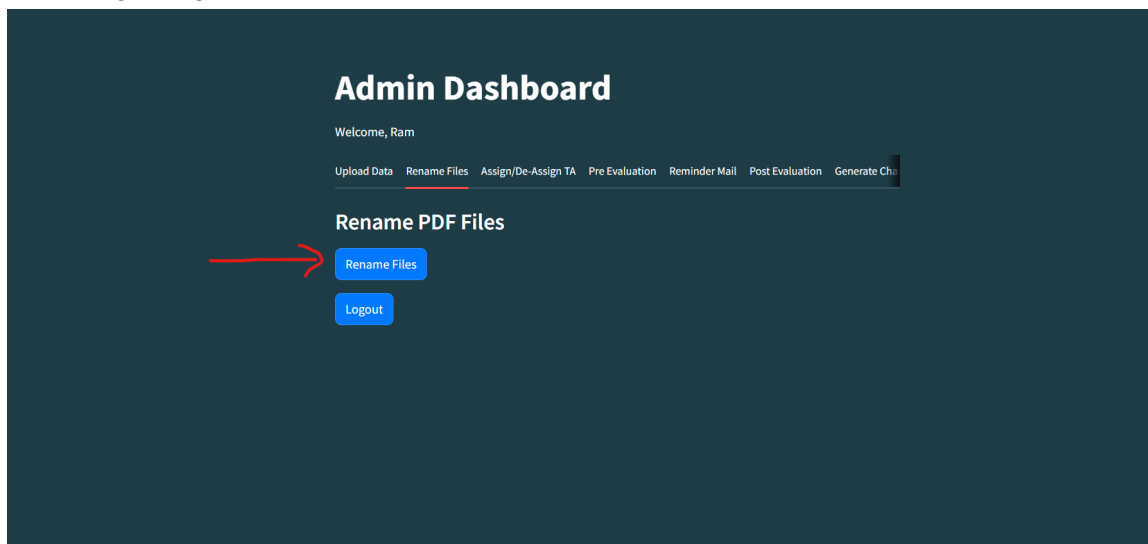 Admin Dashboard
Welcome, Ram
Upload Data Rename Files Assign/De-Assign TA Pre Evaluation Reminder Mail Post Evaluation Generate
Rename PDF Files
Rename Files
Logout